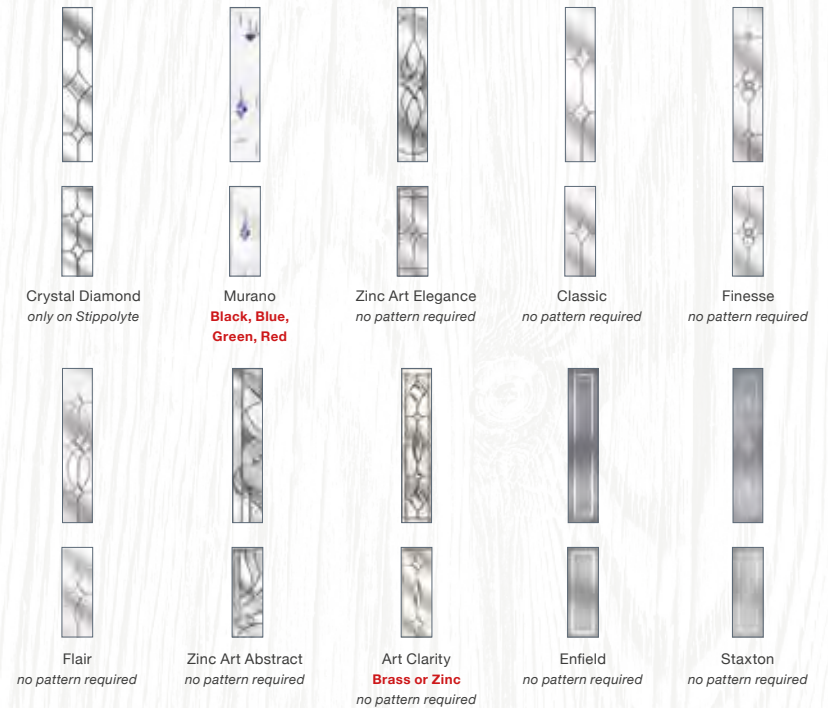 Crystal Diamond
only on Stippolyte
Murano
Black, Blue,
Green, Red
Zinc Art Elegance
no pattern required
Classic
no pattern required
Finesse
no pattern required
Flair
no pattern required
Zinc Art Abstract
no pattern required
Art Clarity
Brass or Zinc
no pattern required
Enfield
no pattern required
Staxton
no pattern required